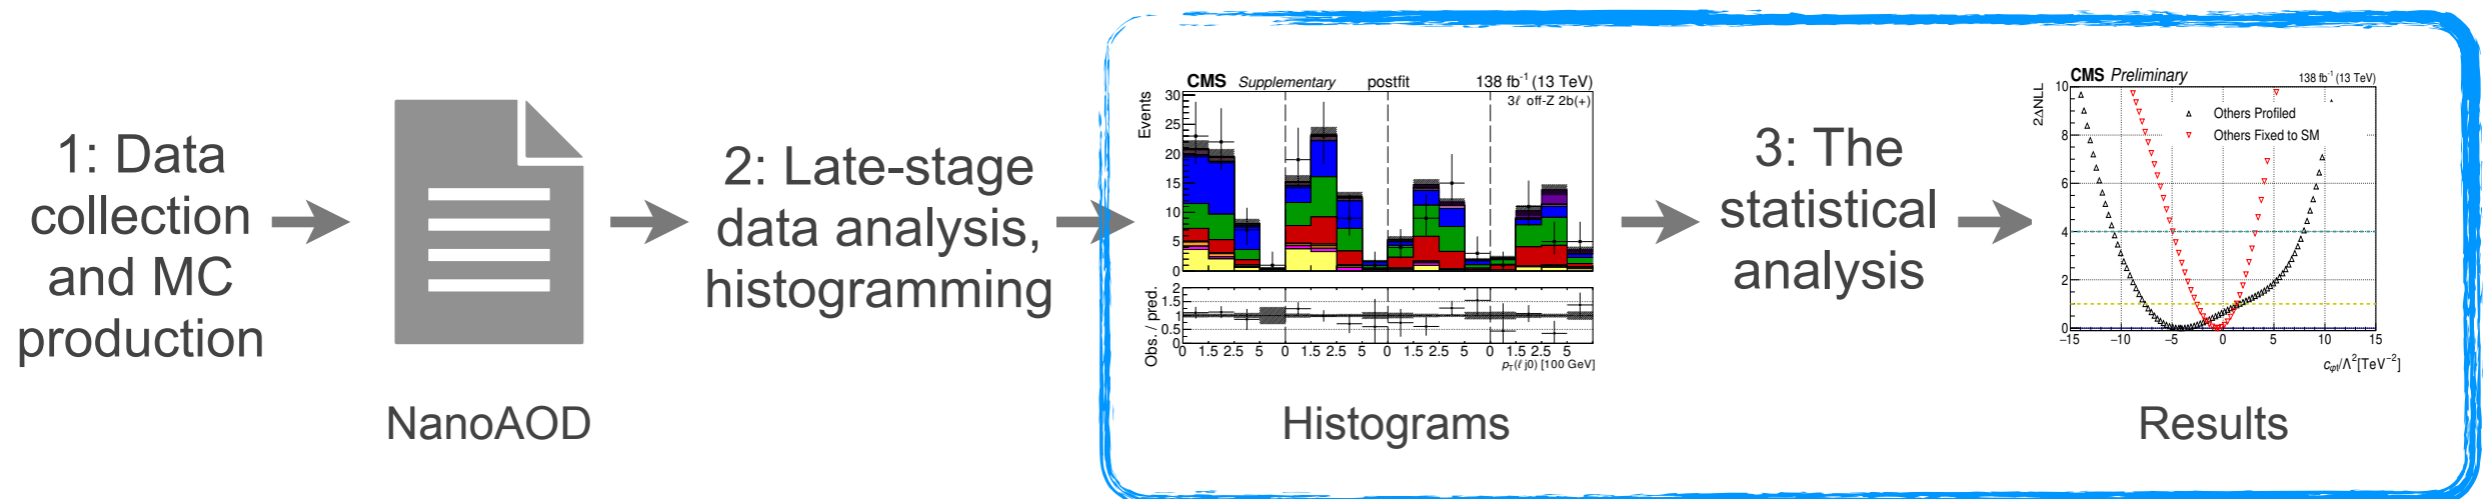 1: Data
collection
and MC
production
NanoAOD
2: Late-stage
data analysis,
histogramming
CMS Supplementary postfit 138 fb⁻¹ (13 TeV)
3ℓ off-Z 2b(+)
Events
30
25
20
15
10
5
0
Obs. / pred.
2
1.5
1
0.5
0
0 1.5 2.5 5 0 1.5 2.5 5 0 1.5 2.5 5 0 1.5 2.5 5
p_T(ℓ j0) [100 GeV]
Histograms
3: The
statistical
analysis
CMS Preliminary 138 fb⁻¹ (13 TeV)
2ΔNLL
Others Profiled
Others Fixed to SM
10
8
6
4
2
0
−15 −10 −5 0 5 10 15
/Λ²[TeV⁻²]
Results